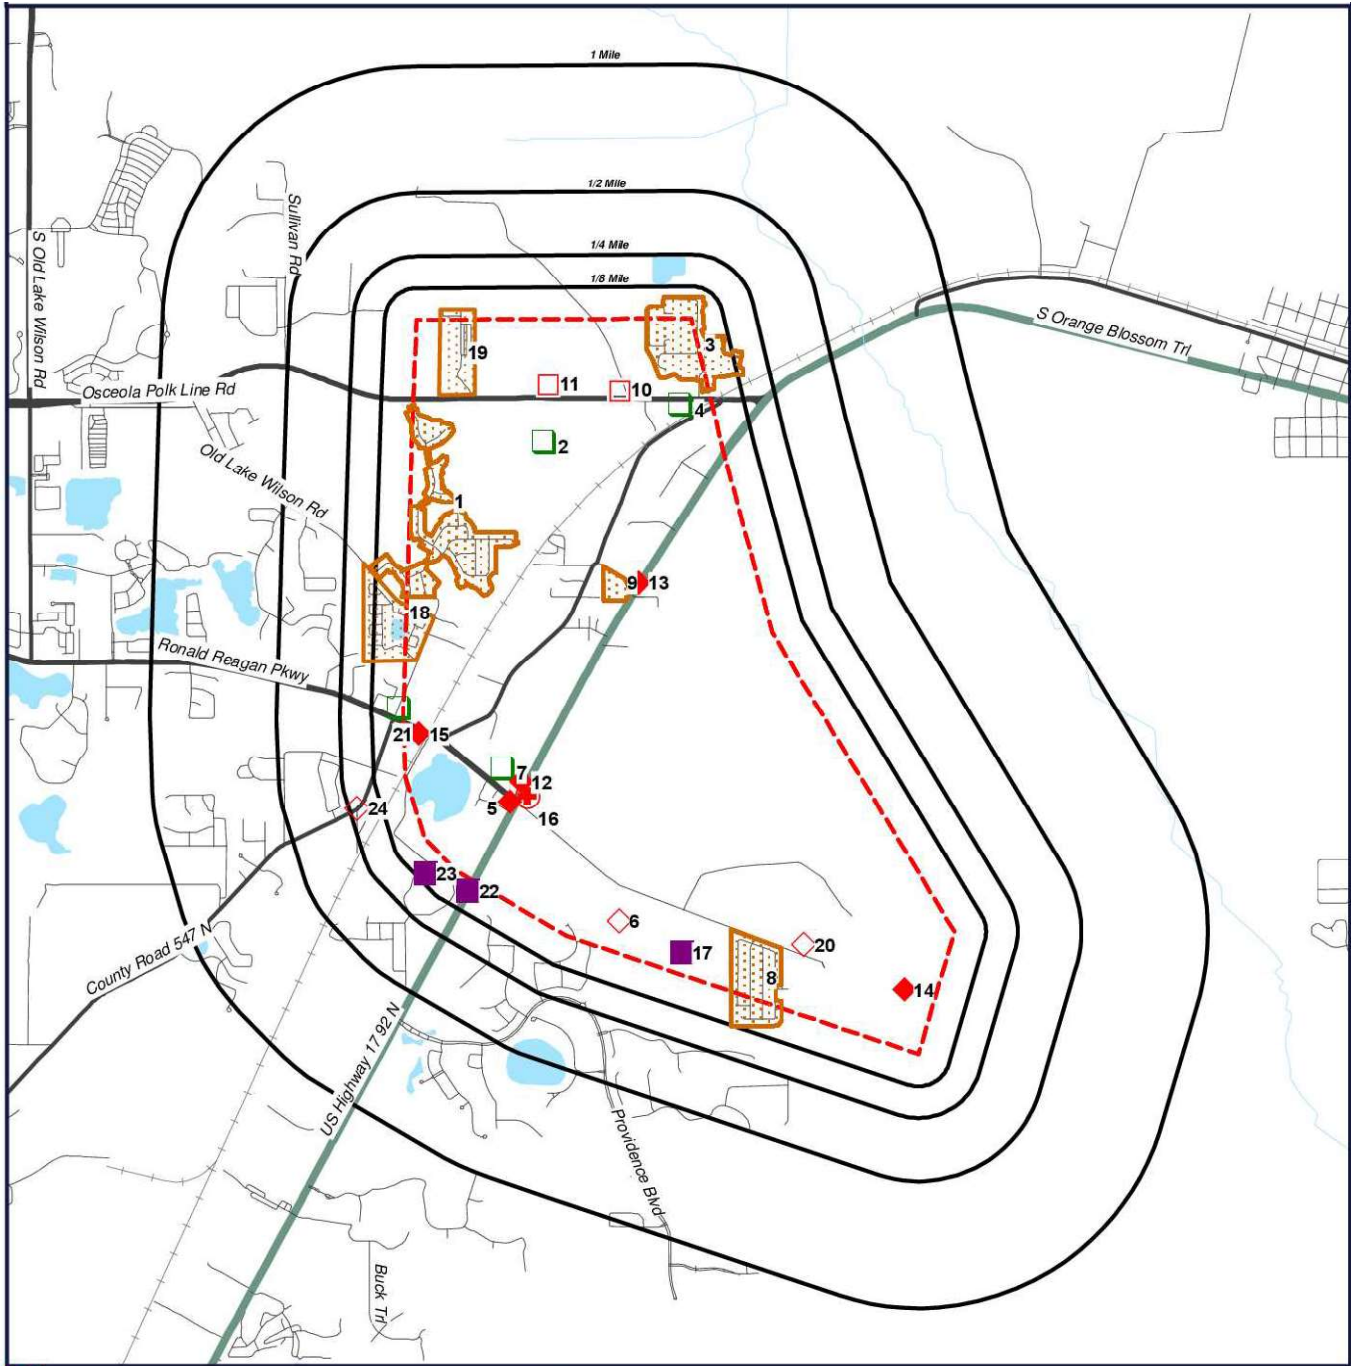 1 Mile
1/2 Mile
1/4 Mile
1/8 Mile
S Old Lake Wilson Rd
Sullivan Rd
S Orange Blossom Trl
19
3
Osceola Polk Line Rd
11
10
4
2
Old Lake Wilson Rd
1
9
13
18
Ronald Reagan Pkwy
21
15
7
12
5
16
24
23
22
6
20
17
8
14
County Road 547 N
US Highway 17 92 N
Providence Blvd
Buck Trl